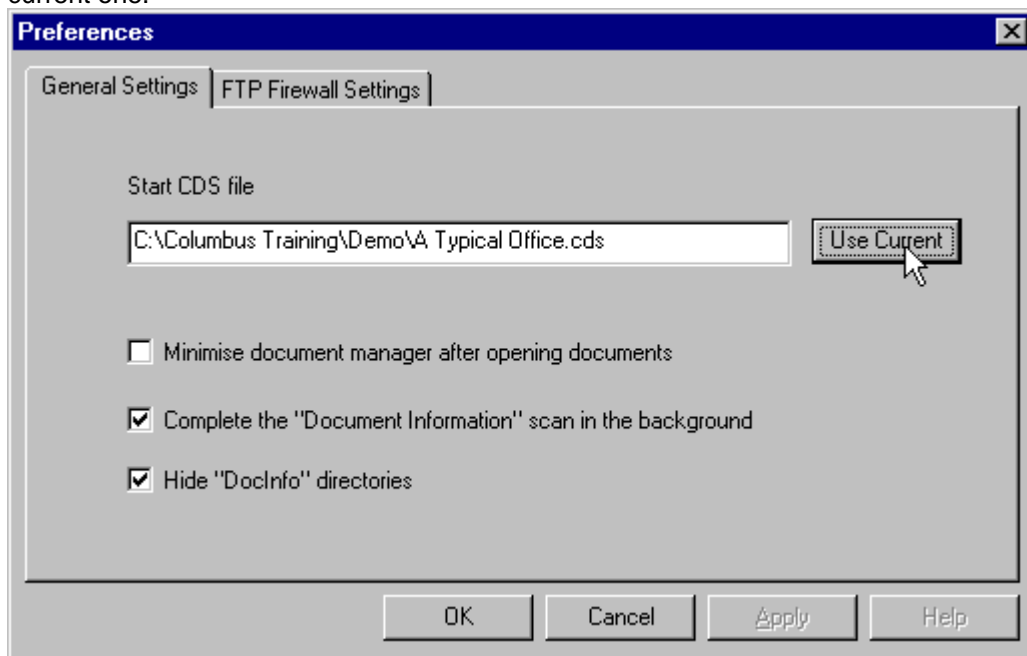 current one.
Preferences
General Settings FTP Firewall Settings
Start CDS file
C:\Columbus Training\Demo\A Typical Office.cds Use Current
Minimise document manager after opening documents
Complete the "Document Information" scan in the background
Hide "DocInfo" directories
OK Cancel Apply Help